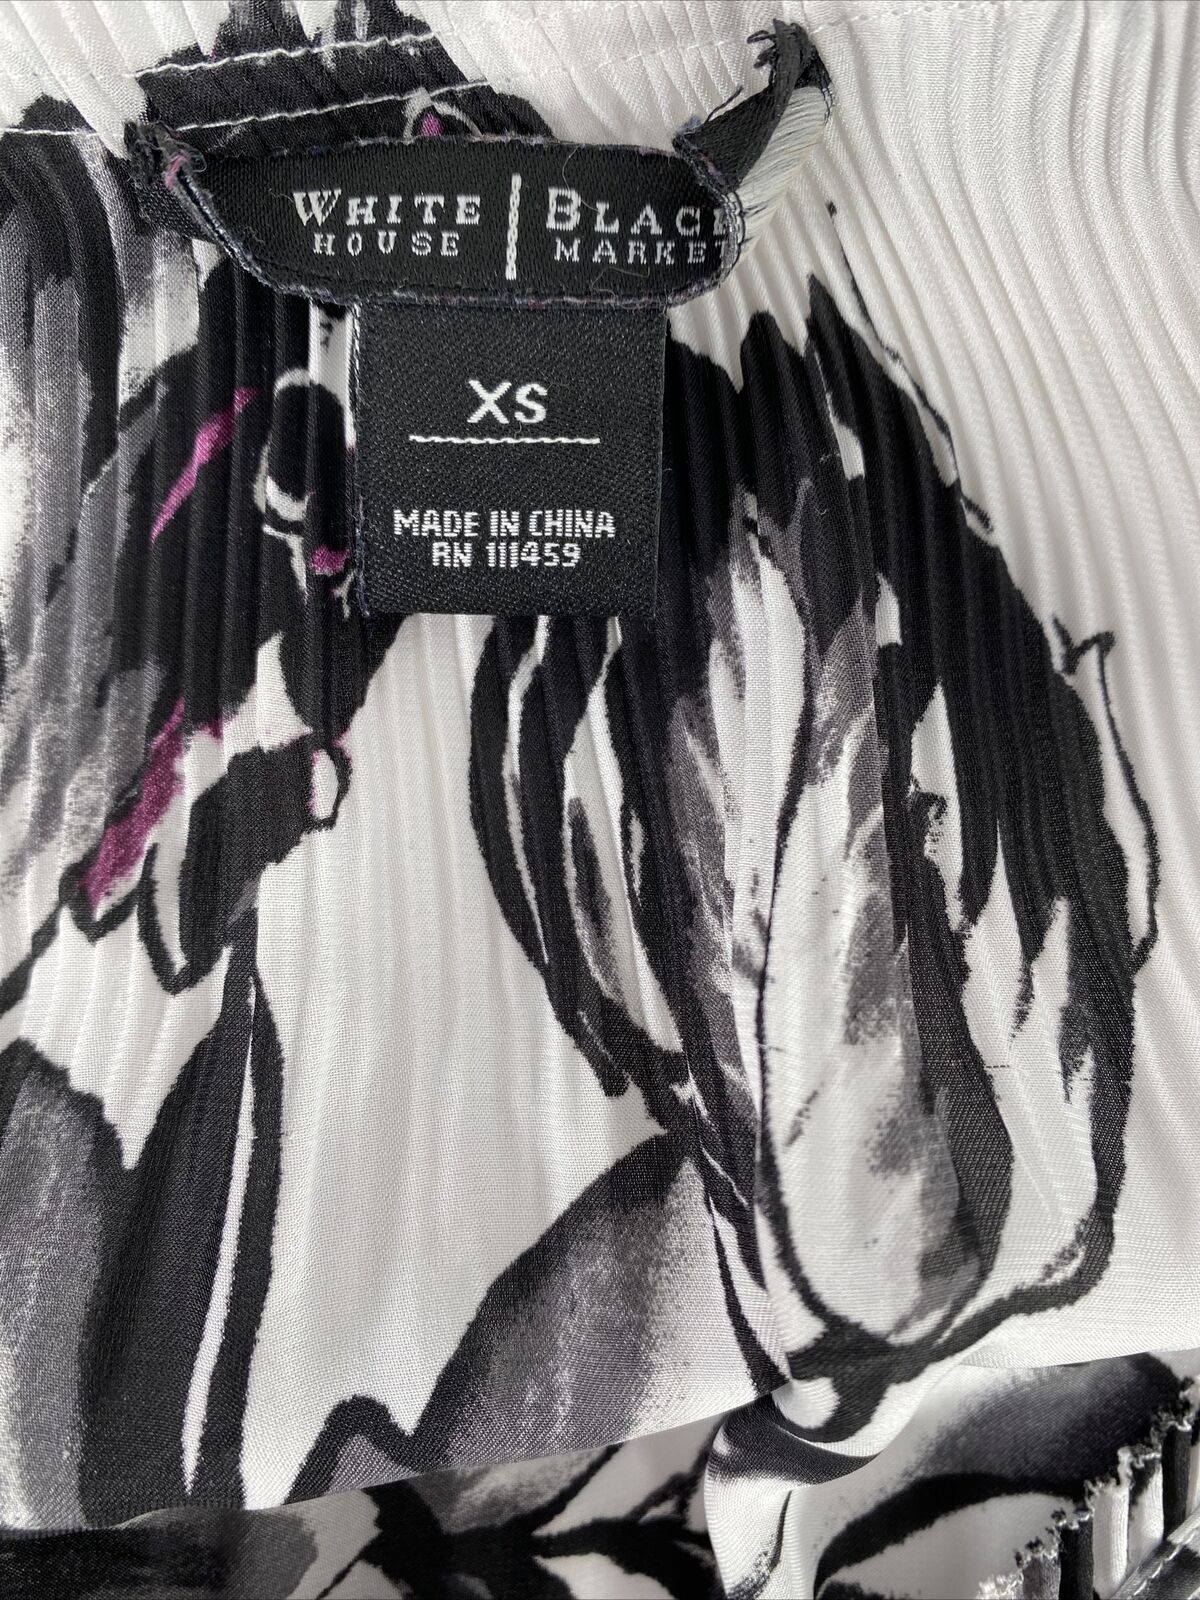 WHITE | BLACK
HOUSE | MARKET
XS
MADE IN CHINA
RN 111459